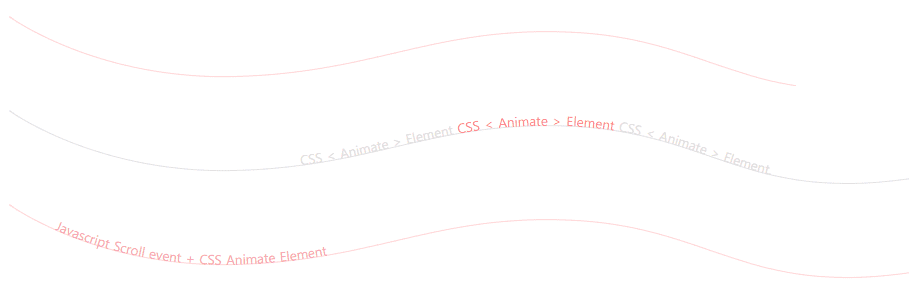 CSS < Animate > Element CSS < Animate > Element CSS < Animate > Element
Javascript Scroll event + CSS Animate Element